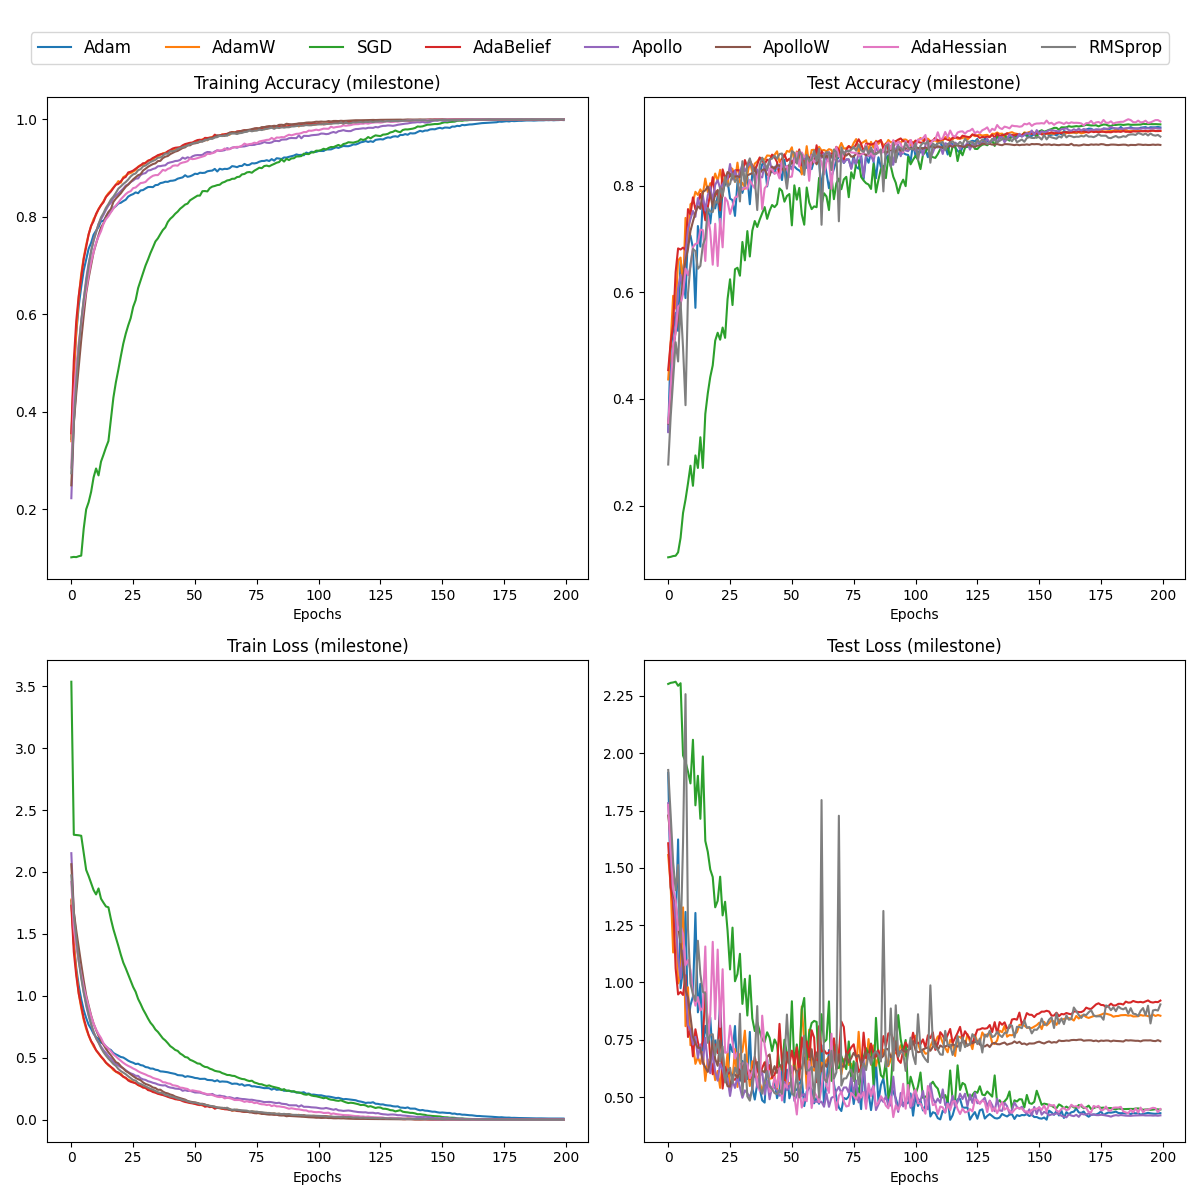 Adam AdamW SGD AdaBelief Apollo ApolloW AdaHessian RMSprop
Training Accuracy (milestone)
1.0
0.8
0.6
0.4
0.2
0 25 50 75 100 125 150 175 200
Epochs
Test Accuracy (milestone)
0.8
0.6
0.4
0.2
0 25 50 75 100 125 150 175 200
Epochs
Train Loss (milestone)
3.5
3.0
2.5
2.0
1.5
1.0
0.5
0.0
0 25 50 75 100 125 150 175 200
Epochs
Test Loss (milestone)
2.25
2.00
1.75
1.50
1.25
1.00
0.75
0.50
0 25 50 75 100 125 150 175 200
Epochs